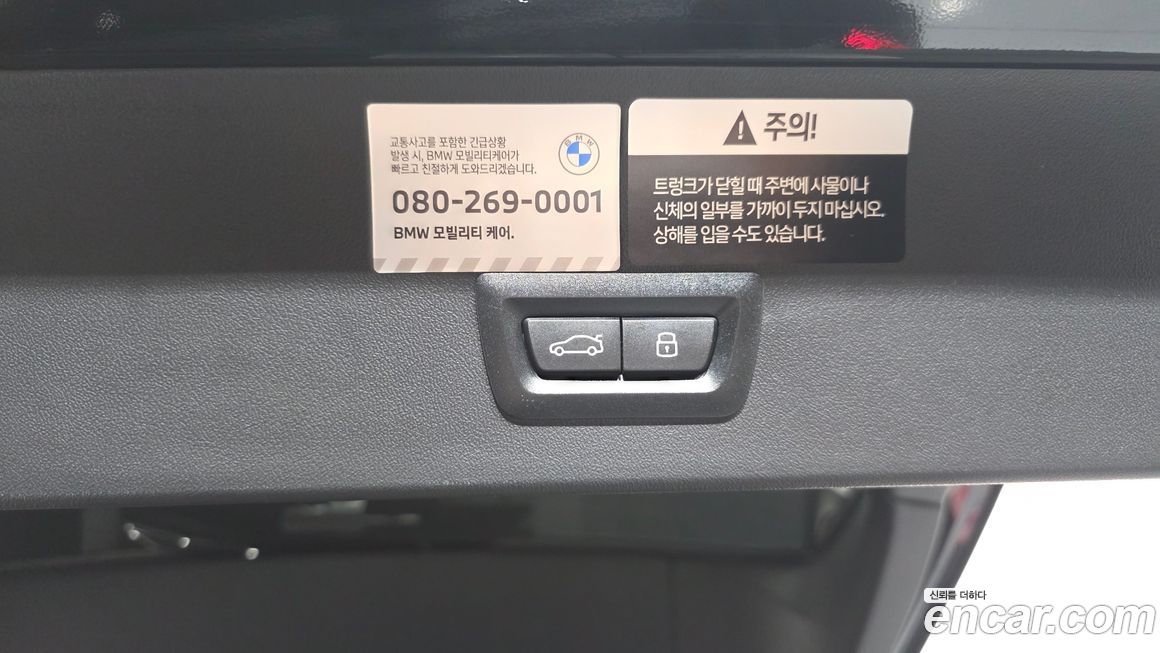 교통사고를 포함한 긴급상황
발생 시, BMW 모빌리티케어가
빠르고 친절하게 도와드리겠습니다.
BMW
080-269-0001
BMW 모빌리티 케어.
주의!
트렁크가 닫힐 때 주변에 사물이나
신체의 일부를 가까이 두지 마십시오.
상해를 입을 수도 있습니다.
신뢰를 더하다
encar.com